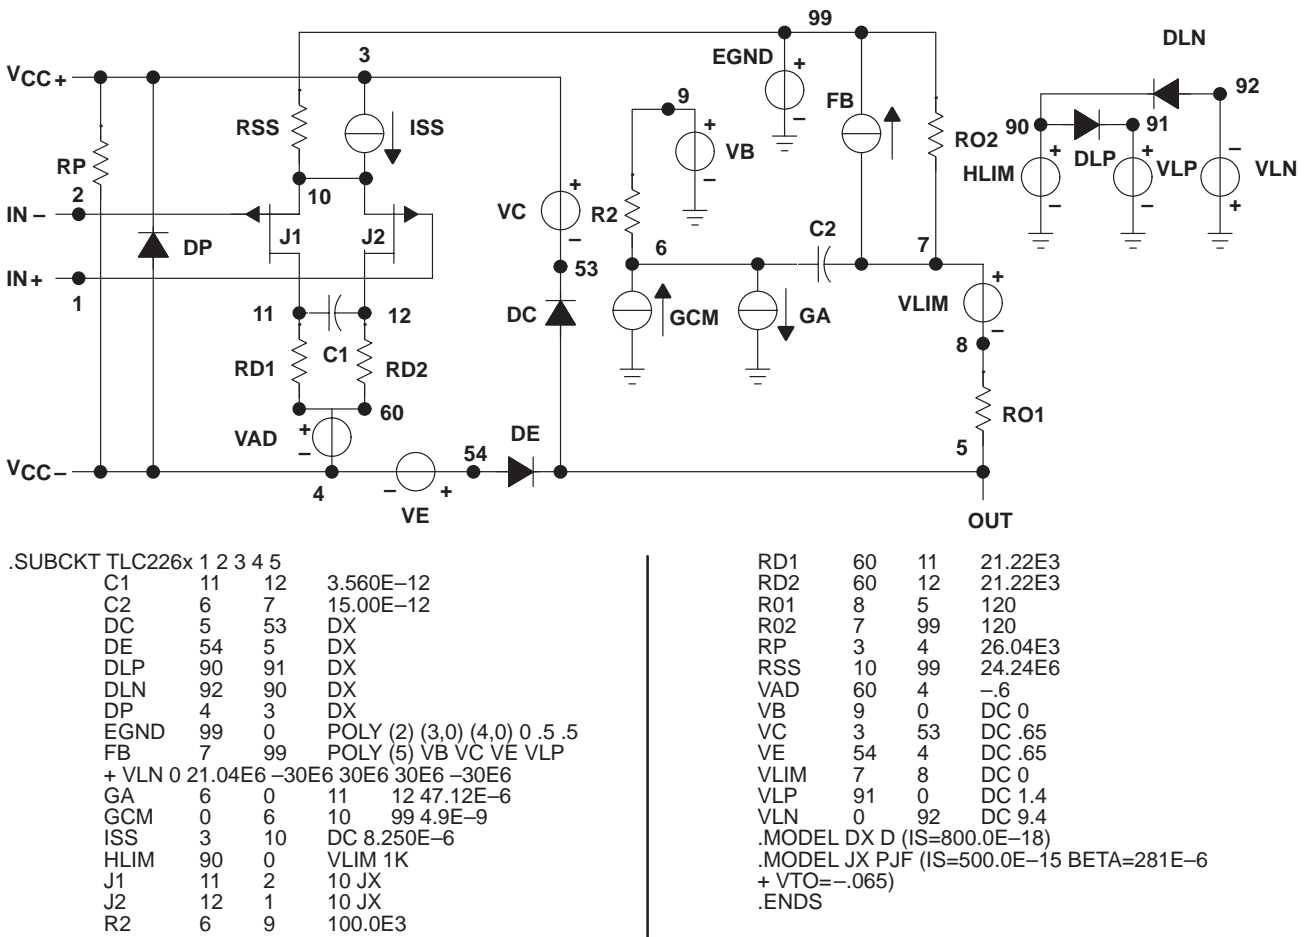 99
DLN
3
EGND
+
VCC+
9
92
RSS
ISS
FB
+
VB
–
RO2
90
91
RP
DLP
+
+
–
HLIM
VLP
VLN
–
–
+
2
10
IN –
+
VC
–
R2
C2
J1
J2
DP
6
7
IN+
53
1
+
VLIM
–
11
12
DC
GCM
GA
C1
8
RD1
RD2
60
RO1
VAD
+
–
DE
54
5
VCC–
4
–
+
VE
OUT
.SUBCKT TLC226x 1 2 3 4 5
C1 11 12 3.560E–12
C2 6 7 15.00E–12
DC 5 53 DX
DE 54 5 DX
DLP 90 91 DX
DLN 92 90 DX
DP 4 3 DX
EGND 99 0 POLY (2) (3,0) (4,0) 0 .5 .5
FB 7 99 POLY (5) VB VC VE VLP
+ VLN 0 21.04E6 –30E6 30E6 30E6 –30E6
GA 6 0 11 12 47.12E–6
GCM 0 6 10 99 4.9E–9
ISS 3 10 DC 8.250E–6
HLIM 90 0 VLIM 1K
J1 11 2 10 JX
J2 12 1 10 JX
R2 6 9 100.0E3
RD1 60 11 21.22E3
RD2 60 12 21.22E3
R01 8 5 120
R02 7 99 120
RP 3 4 26.04E3
RSS 10 99 24.24E6
VAD 60 4 –.6
VB 9 0 DC 0
VC 3 53 DC .65
VE 54 4 DC .65
VLIM 7 8 DC 0
VLP 91 0 DC 1.4
VLN 0 92 DC 9.4
.MODEL DX D (IS=800.0E–18)
.MODEL JX PJF (IS=500.0E–15 BETA=281E–6
+ VTO=–.065)
.ENDS